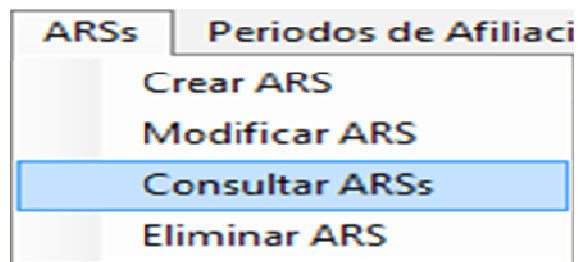 ARSs Periodos de Afiliaci
Crear ARS
Modificar ARS
Consultar ARSs
Eliminar ARS